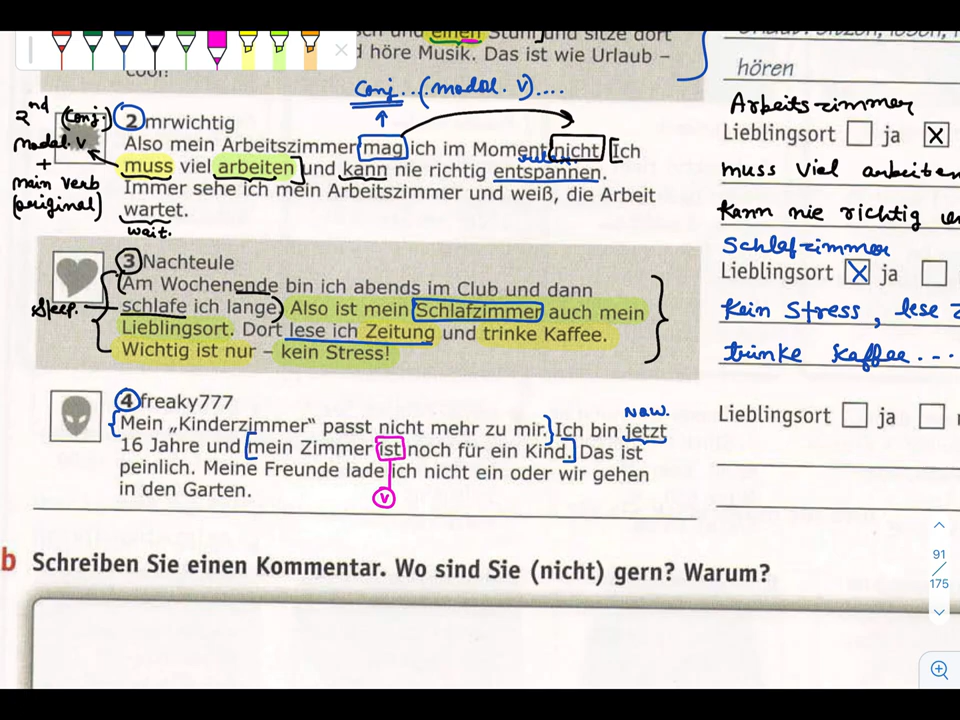 und sitze dort
höre Musik. Das ist wie Urlaub –
cool!
hören
Conj. . (modal. V) ....
2nd (Conj:)
modal. V
+
main verb
(original)
2 mrwichtig
Also mein Arbeitszimmer mag ich im Moment nicht. Ich
muss viel arbeiten und kann nie richtig entspannen.
Immer sehe ich mein Arbeitszimmer und weiß, die Arbeit
wartet.
wait.
Arbeitszimmer
Lieblingsort ja
muss viel arbeiten
kann nie richtig
3 Nachteule
Am Wochenende bin ich abends im Club und dann
schlafe ich lange. Also ist mein Schlafzimmer auch mein
Lieblingsort. Dort lese ich Zeitung und trinke Kaffee.
Wichtig ist nur – kein Stress!
Sleep.
Schlafzimmer
Lieblingsort ja
Kein Stress, lese
trinke Kaffee...
4 freaky777
now.
Mein „Kinderzimmer“ passt nicht mehr zu mir. Ich bin jetzt
16 Jahre und mein Zimmer ist noch für ein Kind. Das ist
peinlich. Meine Freunde lade ich nicht ein oder wir gehen
in den Garten.
V
Lieblingsort ja
b Schreiben Sie einen Kommentar. Wo sind Sie (nicht) gern? Warum?
91
175